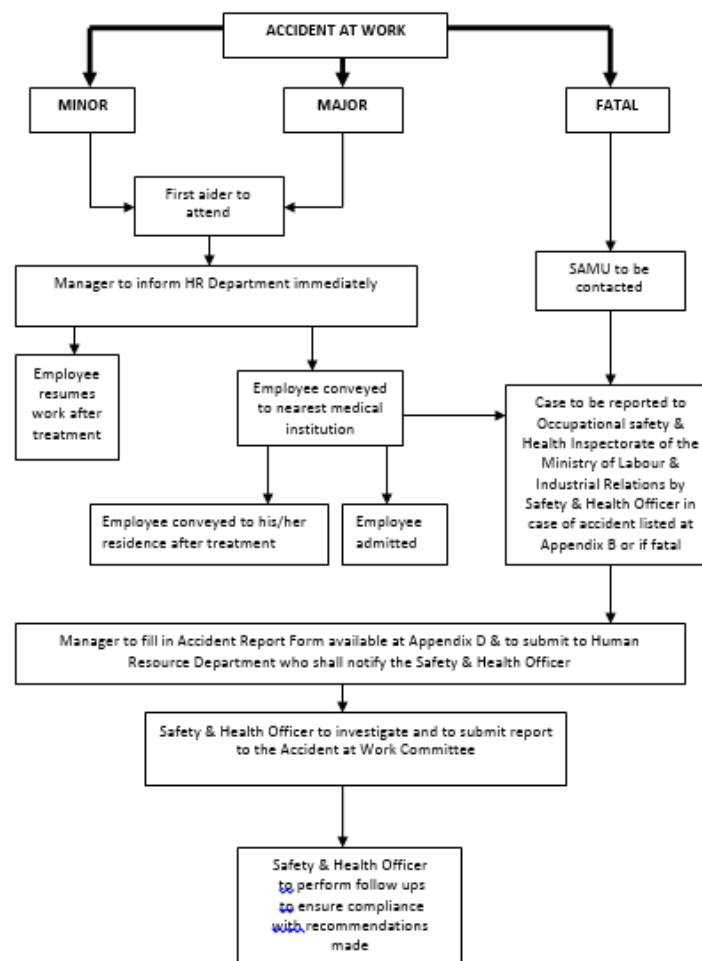 ACCIDENT AT WORK
MINOR
MAJOR
FATAL
First aider to
attend
Manager to inform HR Department immediately
SAMU to be
contacted
Employee
resumes
work after
treatment
Employee conveyed
to nearest medical
institution
Case to be reported to
Occupational safety &
Health Inspectorate of the
Ministry of Labour &
Industrial Relations by
Safety & Health Officer in
case of accident listed at
Appendix B or if fatal
Employee conveyed to his/her
residence after treatment
Employee
admitted
Manager to fill in Accident Report Form available at Appendix D & to submit to Human
Resource Department who shall notify the Safety & Health Officer
Safety & Health Officer to investigate and to submit report
to the Accident at Work Committee
Safety & Health Officer
to perform follow ups
to ensure compliance
with recommendations
made